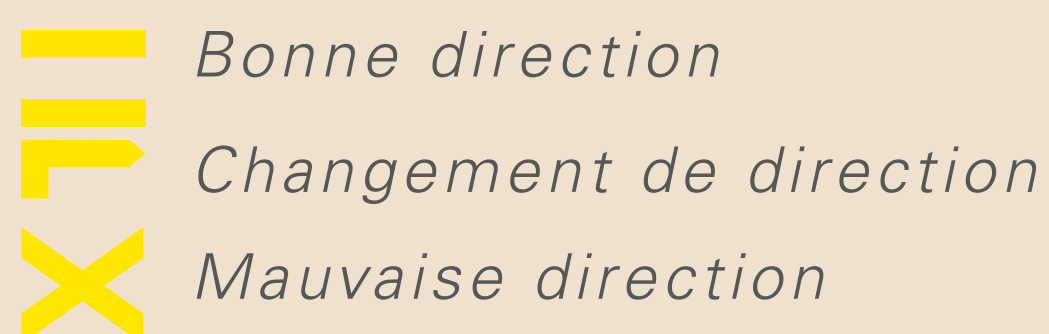 Bonne direction
Changement de direction
Mauvaise direction